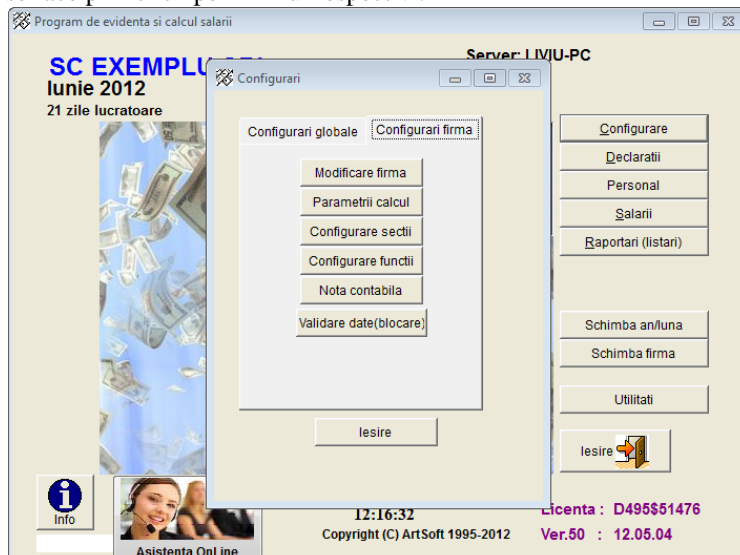 Program de evidenta si calcul salarii
SC EXEMPLU
Server: LIVIU-PC
Iunie 2012
21 zile lucratoare
Configurari
Configurari globale
Configurari firma
Modificare firma
Parametrii calcul
Configurare sectii
Configurare functii
Nota contabila
Validare date(blocare)
Iesire
Configurare
Declaratii
Personal
Salarii
Raportari (listari)
Schimba an/luna
Schimba firma
Utilitati
Iesire
Info
Asistenta OnLine
12:16:32
Copyright (C) ArtSoft 1995-2012
Licenta : D495$51476
Ver.50 : 12.05.04